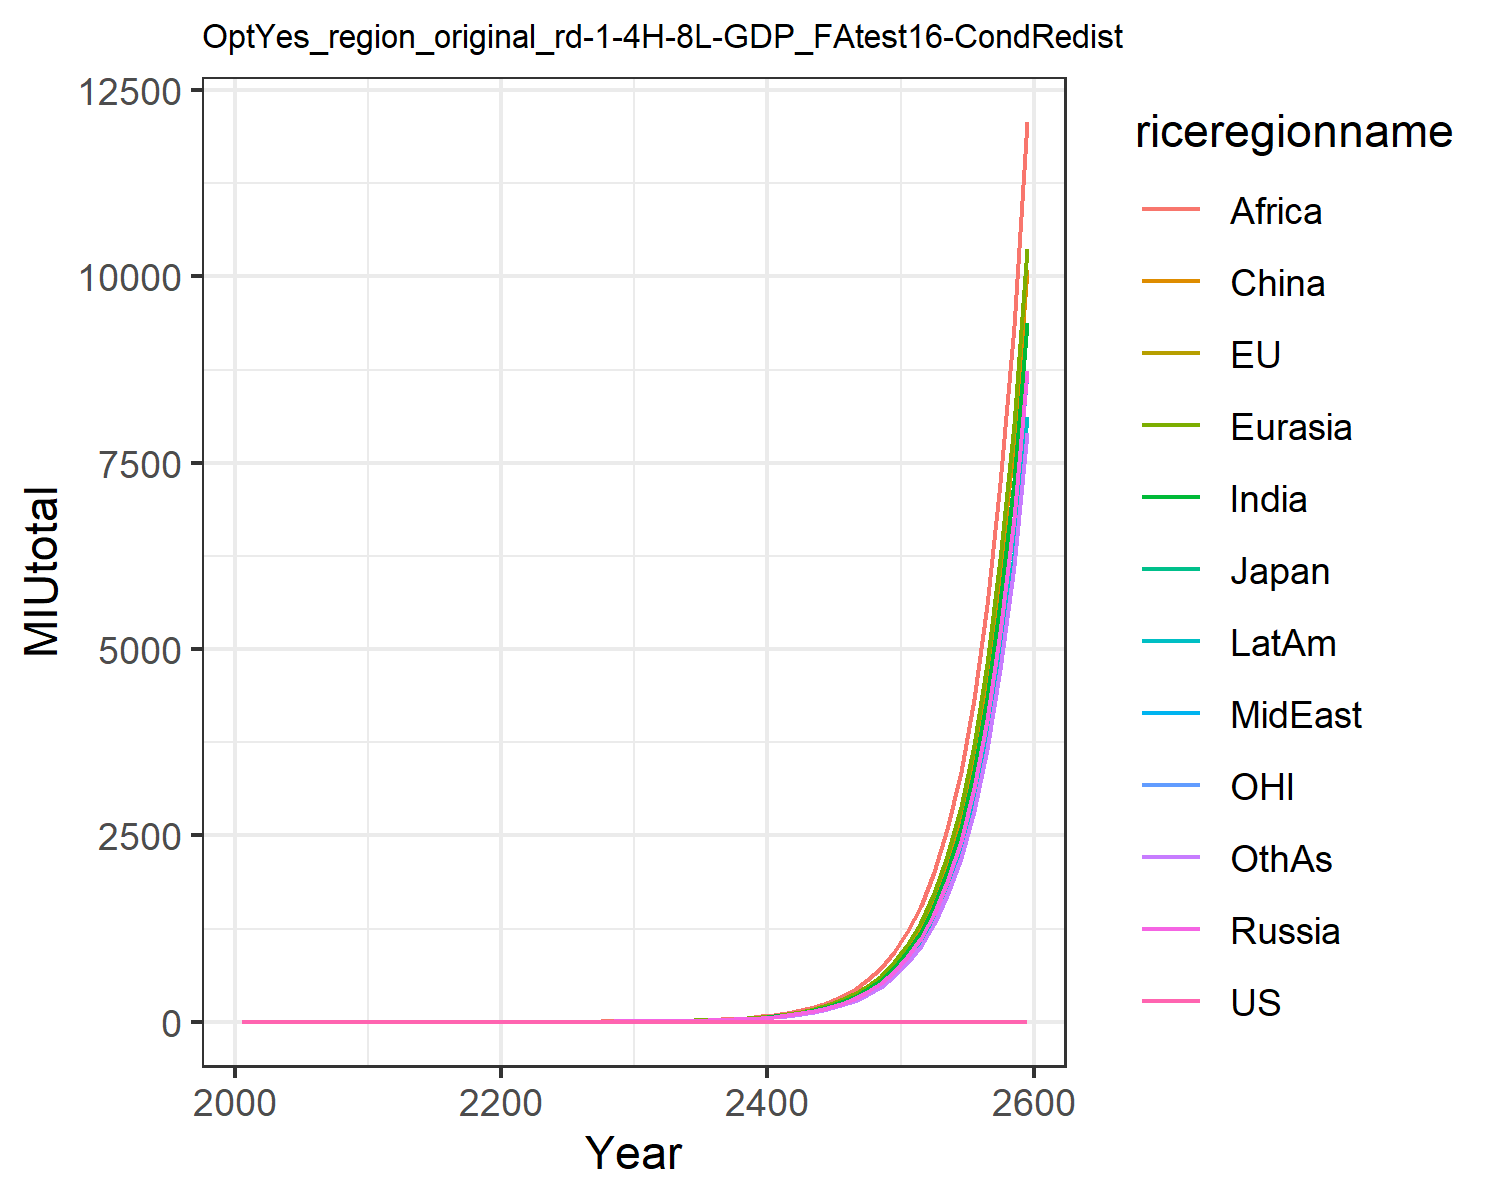 OptYes_region_original_rd-1-4H-8L-GDP_FAtest16-CondRedist
12500
10000
7500
5000
2500
0
MIUtotal
2000 2200 2400 2600
Year
riceregionname
Africa
China
EU
Eurasia
India
Japan
LatAm
MidEast
OHI
OthAs
Russia
US